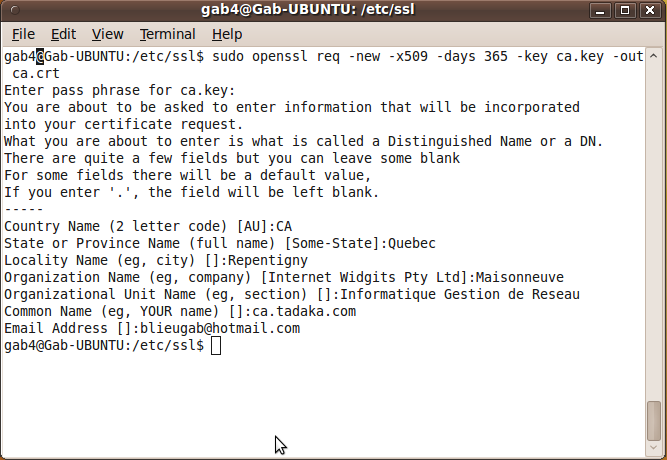 gab4@Gab-UBUNTU: /etc/ssl
File Edit View Terminal Help
gab4@Gab-UBUNTU:/etc/ssl$ sudo openssl req -new -x509 -days 365 -key ca.key -out
 ca.crt
Enter pass phrase for ca.key:
You are about to be asked to enter information that will be incorporated
into your certificate request.
What you are about to enter is what is called a Distinguished Name or a DN.
There are quite a few fields but you can leave some blank
For some fields there will be a default value,
If you enter '.', the field will be left blank.
-----
Country Name (2 letter code) [AU]:CA
State or Province Name (full name) [Some-State]:Quebec
Locality Name (eg, city) []:Repentigny
Organization Name (eg, company) [Internet Widgits Pty Ltd]:Maisonneuve
Organizational Unit Name (eg, section) []:Informatique Gestion de Reseau
Common Name (eg, YOUR name) []:ca.tadaka.com
Email Address []:blieugab@hotmail.com
gab4@Gab-UBUNTU:/etc/ssl$